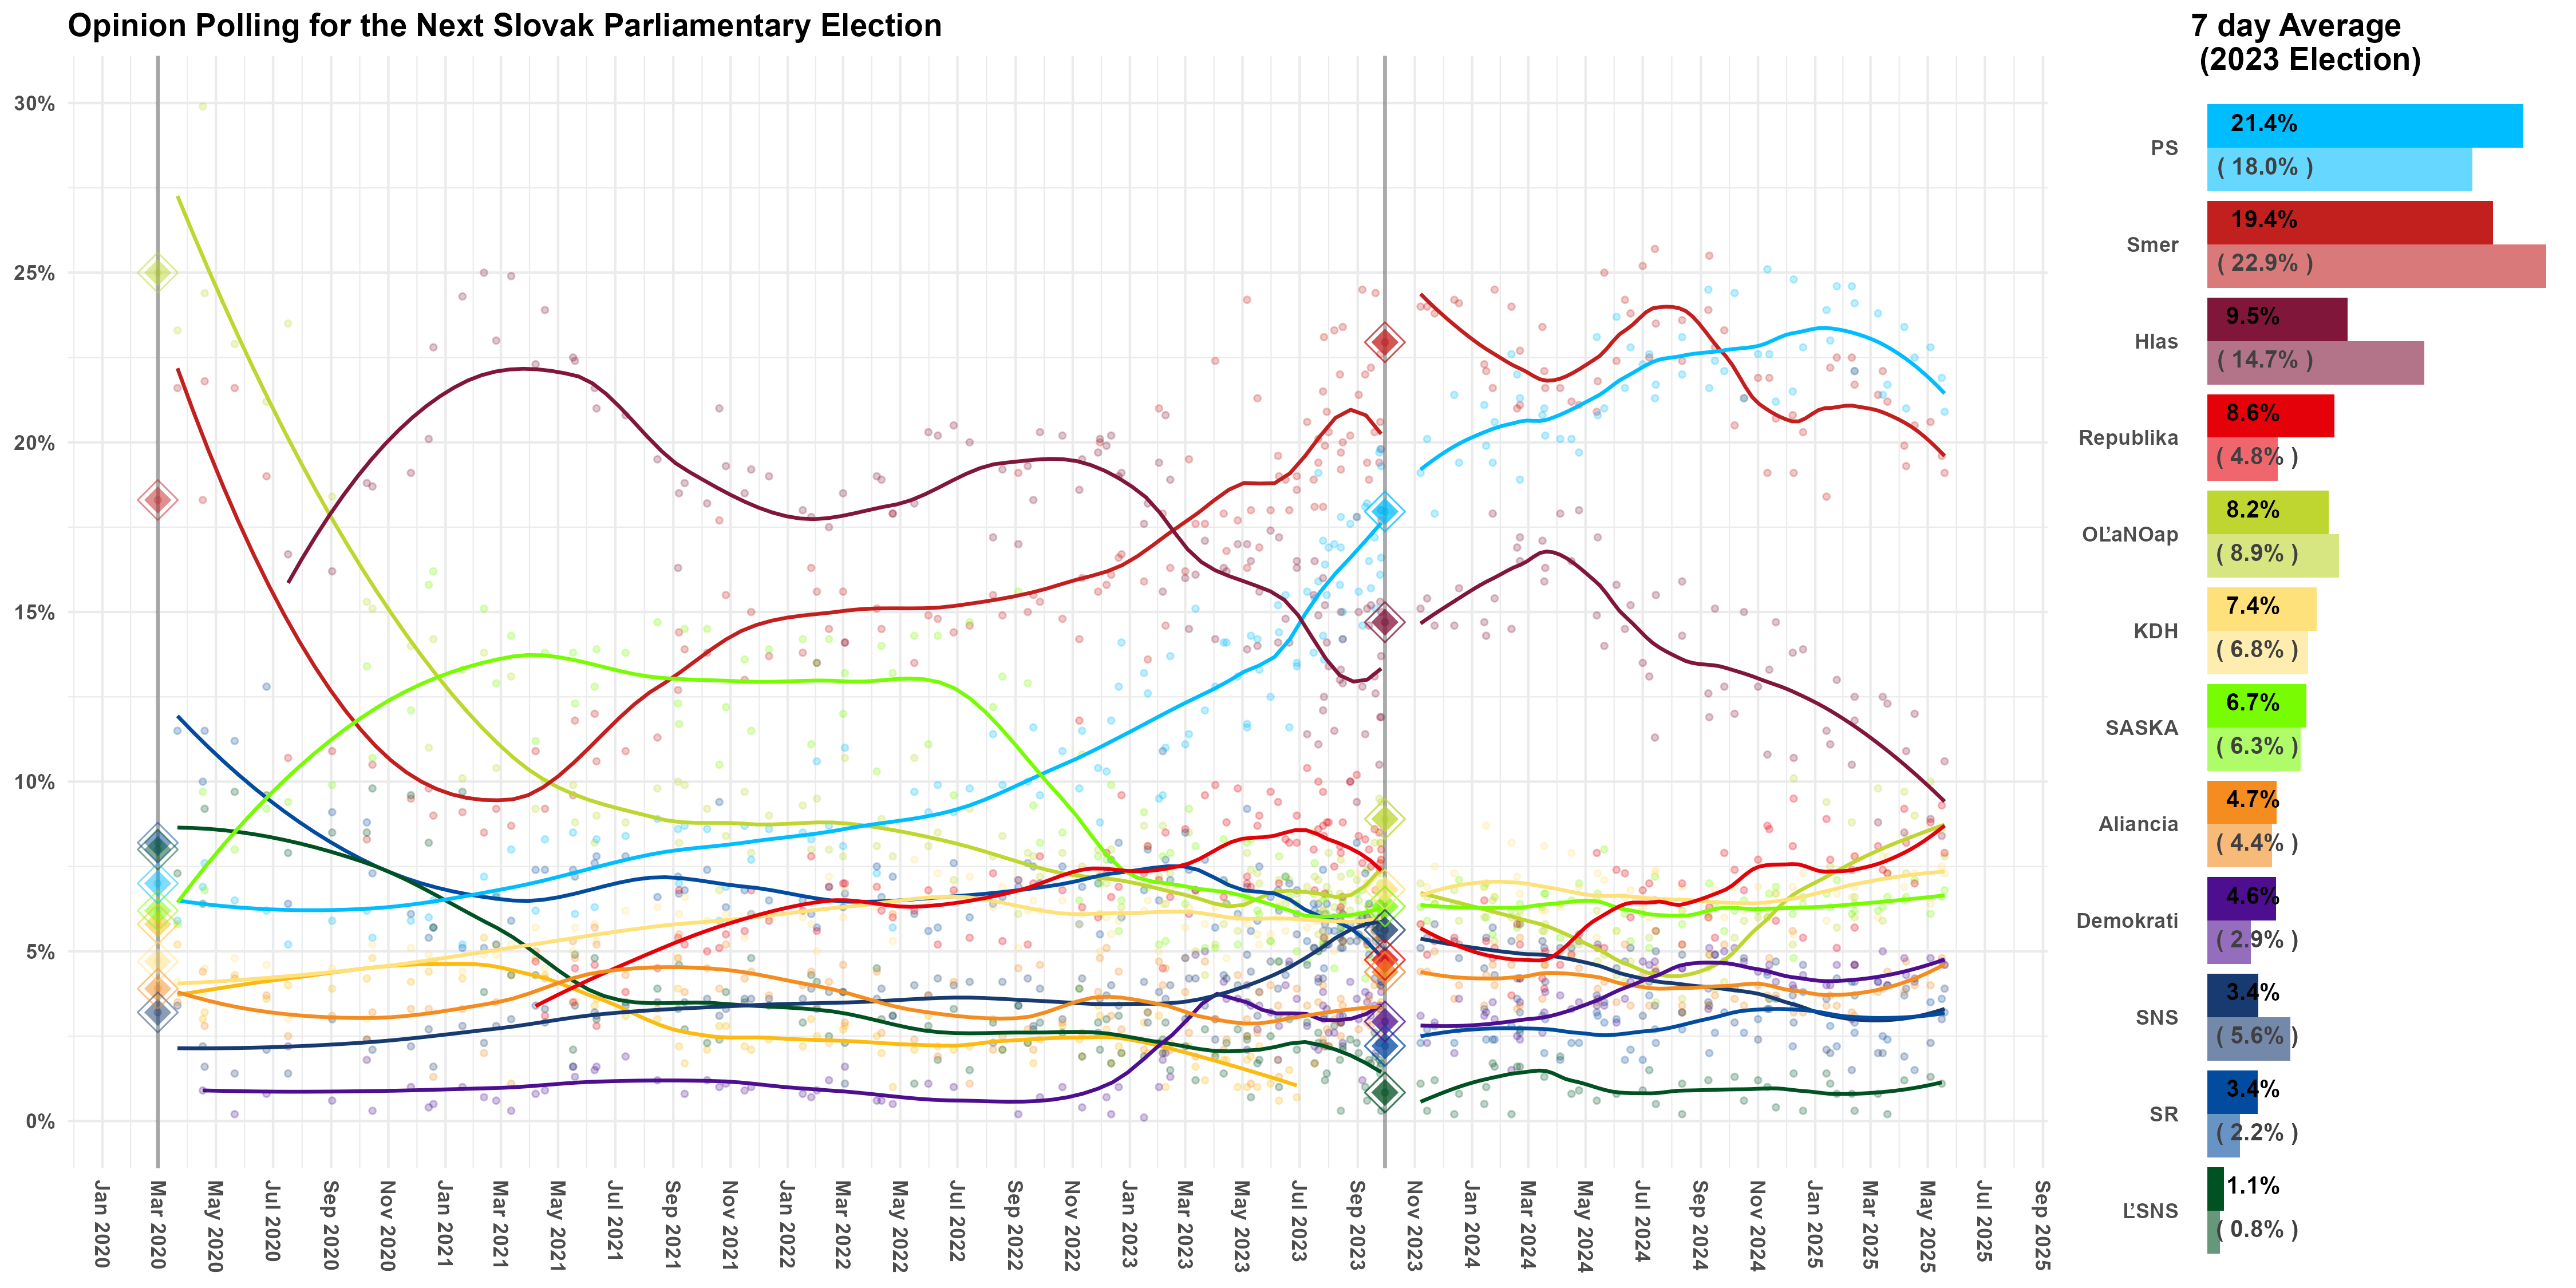 Opinion Polling for the Next Slovak Parliamentary Election
7 day Average
(2023 Election)
30%
25%
20%
15%
10%
5%
0%
Jan 2020
Mar 2020
May 2020
Jul 2020
Sep 2020
Nov 2020
Jan 2021
Mar 2021
May 2021
Jul 2021
Sep 2021
Nov 2021
Jan 2022
Mar 2022
May 2022
Jul 2022
Sep 2022
Nov 2022
Jan 2023
Mar 2023
May 2023
Jul 2023
Sep 2023
Nov 2023
Jan 2024
Mar 2024
May 2024
Jul 2024
Sep 2024
Nov 2024
Jan 2025
Mar 2025
May 2025
Jul 2025
Sep 2025
PS
21.4%
( 18.0% )
Smer
19.4%
( 22.9% )
Hlas
9.5%
( 14.7% )
Republika
8.6%
( 4.8% )
OĽaNOap
8.2%
( 8.9% )
KDH
7.4%
( 6.8% )
SASKA
6.7%
( 6.3% )
Aliancia
4.7%
( 4.4% )
Demokrati
4.6%
( 2.9% )
SNS
3.4%
( 5.6% )
SR
3.4%
( 2.2% )
ĽSNS
1.1%
( 0.8% )